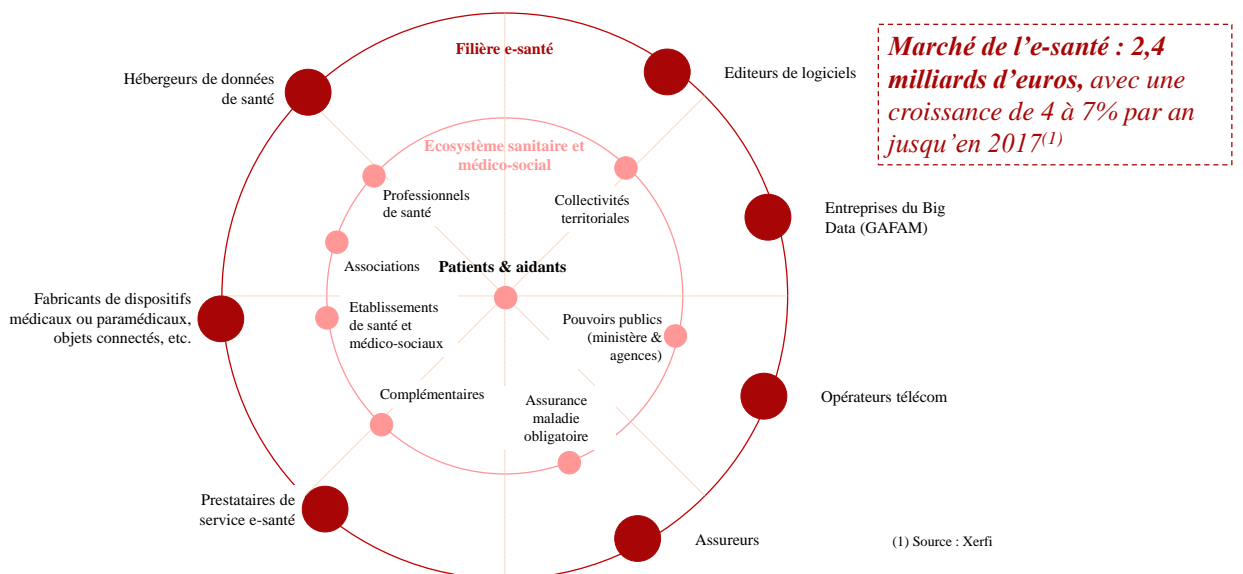 Filière e-santé
Hébergeurs de données
de santé
Editeurs de logiciels
Marché de l’e-santé : 2,4
milliards d’euros, avec une
croissance de 4 à 7% par an
jusqu’en 2017(1)
Ecosystème sanitaire et
médico-social
Professionnels
de santé
Collectivités
territoriales
Entreprises du Big
Data (GAFAM)
Associations
Patients & aidants
Fabricants de dispositifs
médicaux ou paramédicaux,
objets connectés, etc.
Etablissements
de santé et
médico-sociaux
Pouvoirs publics
(ministère &
agences)
Complémentaires
Assurance
maladie
obligatoire
Opérateurs télécom
Prestataires de
service e-santé
Assureurs
(1) Source : Xerfi